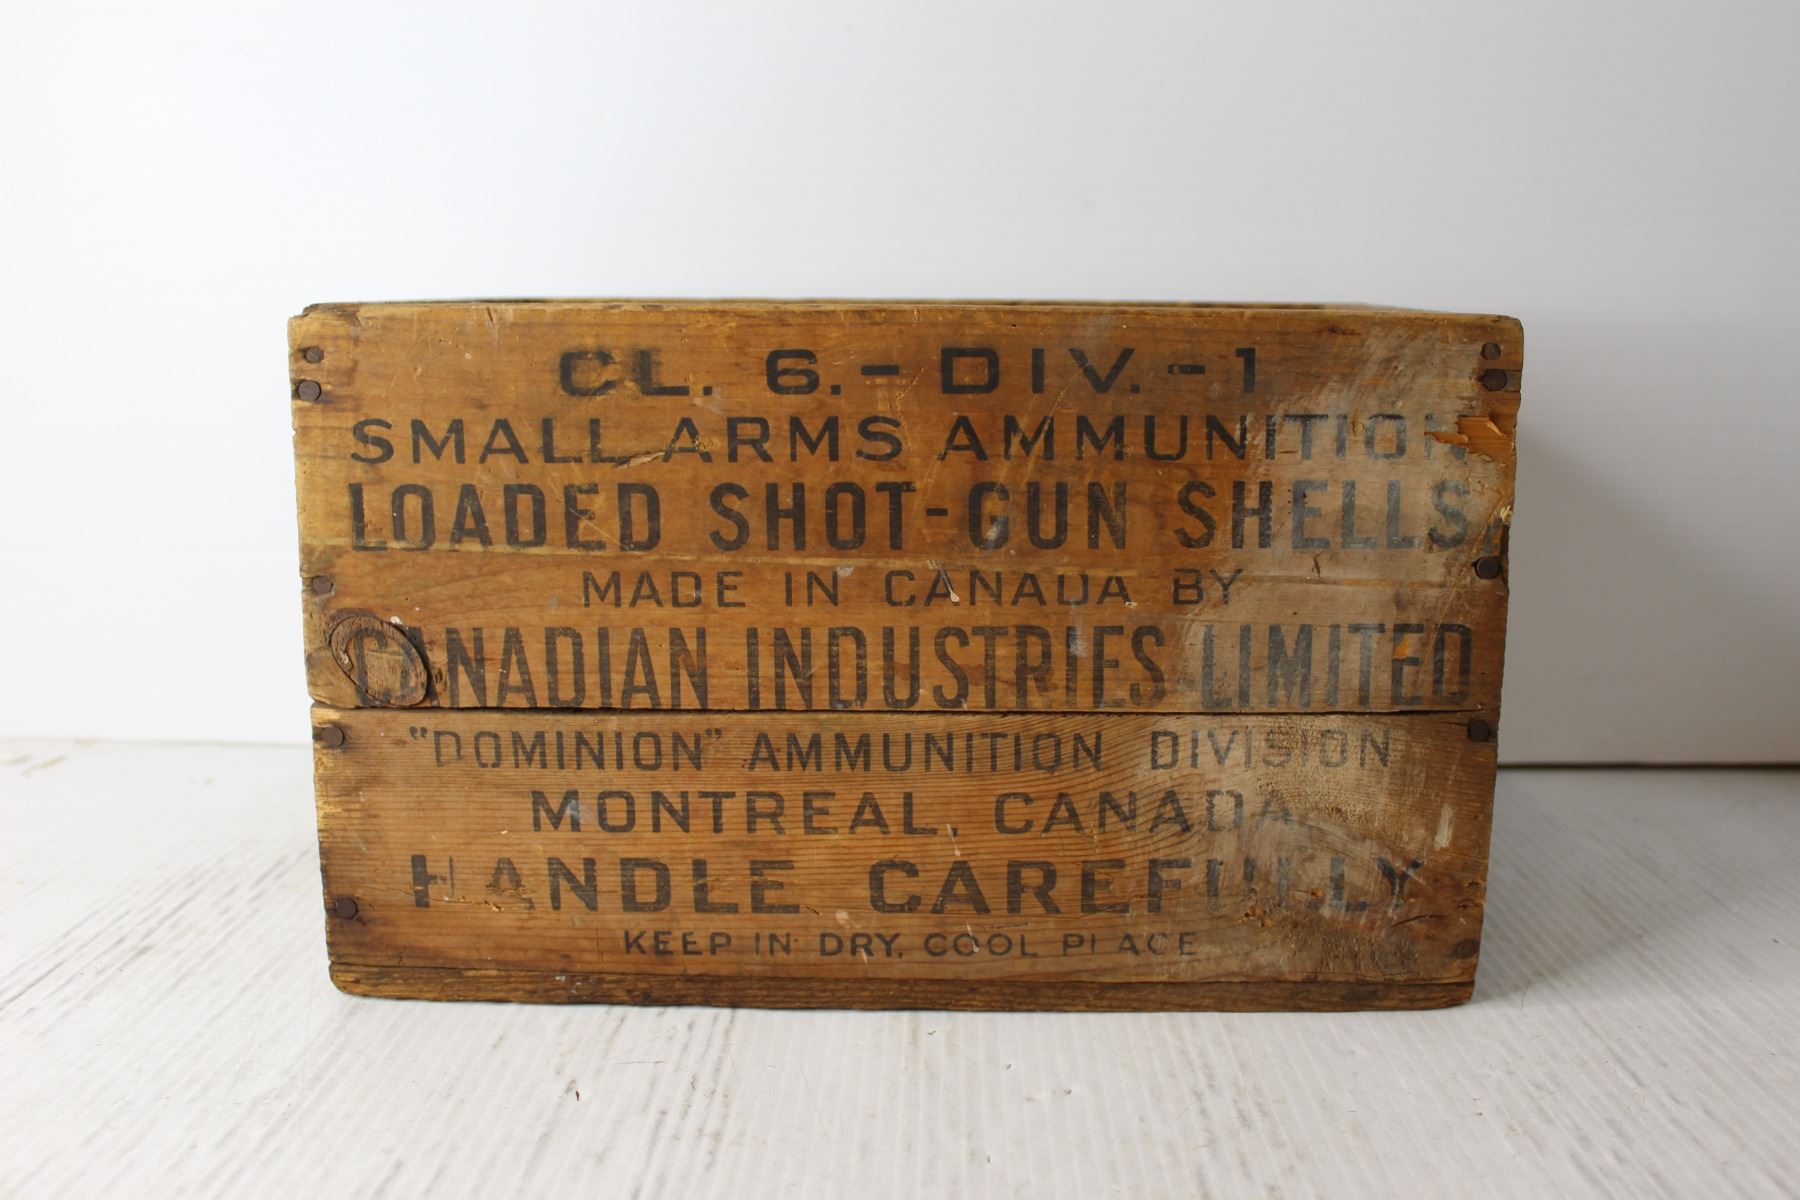 CL. 6.-DIV.-1
SMALL ARMS AMMUNITION
LOADED SHOT-GUN SHELLS
MADE IN CANADA BY
CANADIAN INDUSTRIES LIMITED
"DOMINION" AMMUNITION DIVISION
MONTREAL, CANADA
HANDLE CAREFULLY
KEEP IN DRY, COOL PLACE